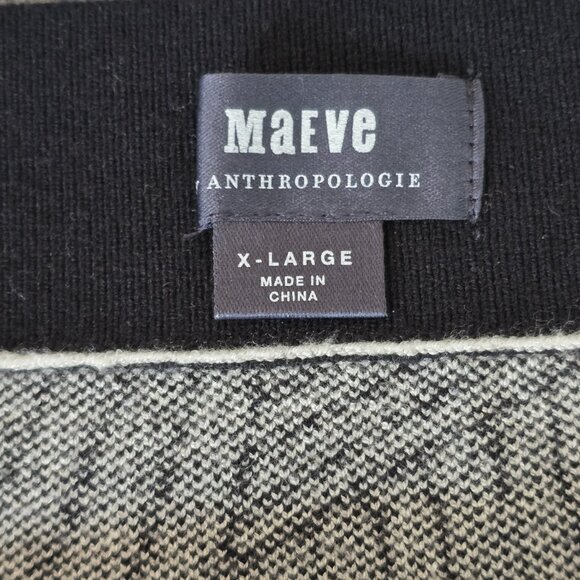 MaEVe
ANTHROPOLOGIE
X-LARGE
MADE IN
CHINA